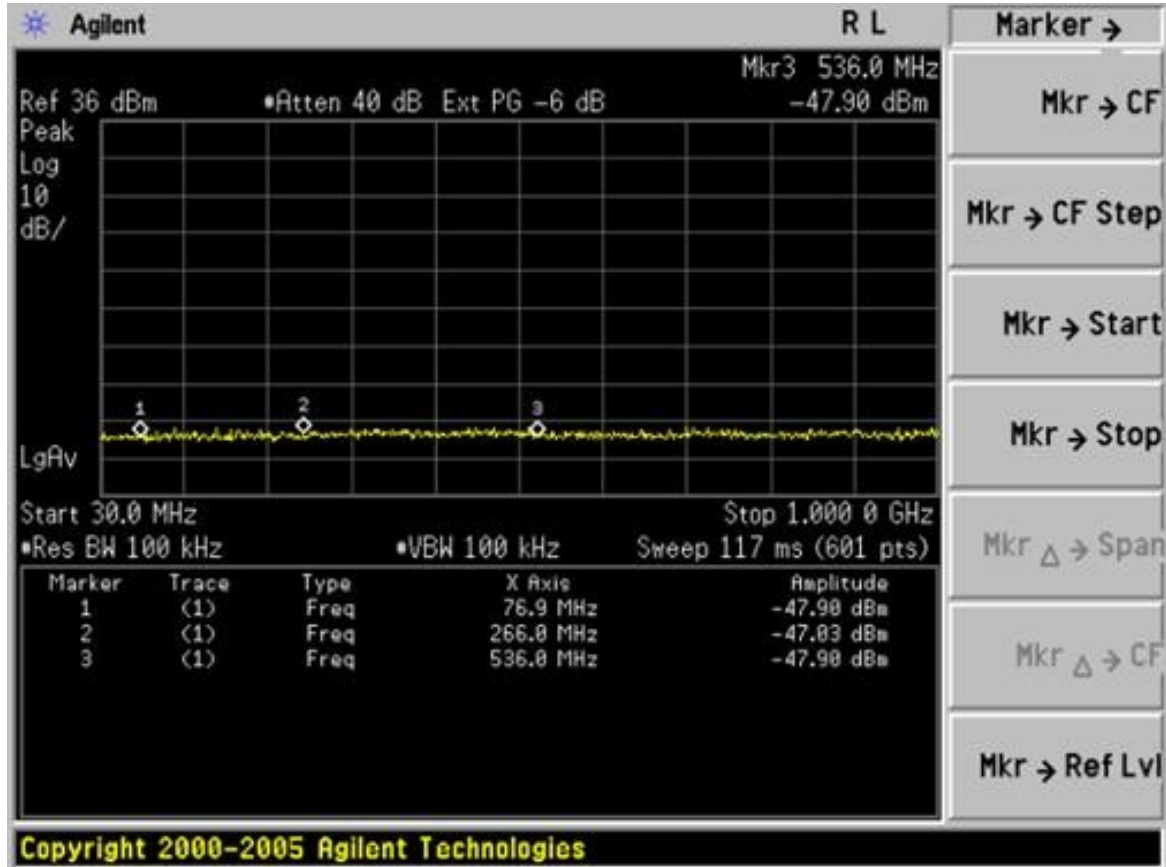 Agilent R L
Marker →
Mkr3 536.0 MHz
Ref 36 dBm •Atten 40 dB Ext PG -6 dB -47.90 dBm
Peak
Log
10
dB/
1 2 3
LgAv
Start 30.0 MHz Stop 1.000 0 GHz
•Res BW 100 kHz •VBW 100 kHz Sweep 117 ms (601 pts)
Marker Trace Type X Axis Amplitude
1 (1) Freq 76.9 MHz -47.90 dBm
2 (1) Freq 266.0 MHz -47.03 dBm
3 (1) Freq 536.0 MHz -47.90 dBm
Mkr → CF
Mkr → CF Step
Mkr → Start
Mkr → Stop
Mkr Δ → Span
Mkr Δ → CF
Mkr → Ref Lvl
Copyright 2000-2005 Agilent Technologies